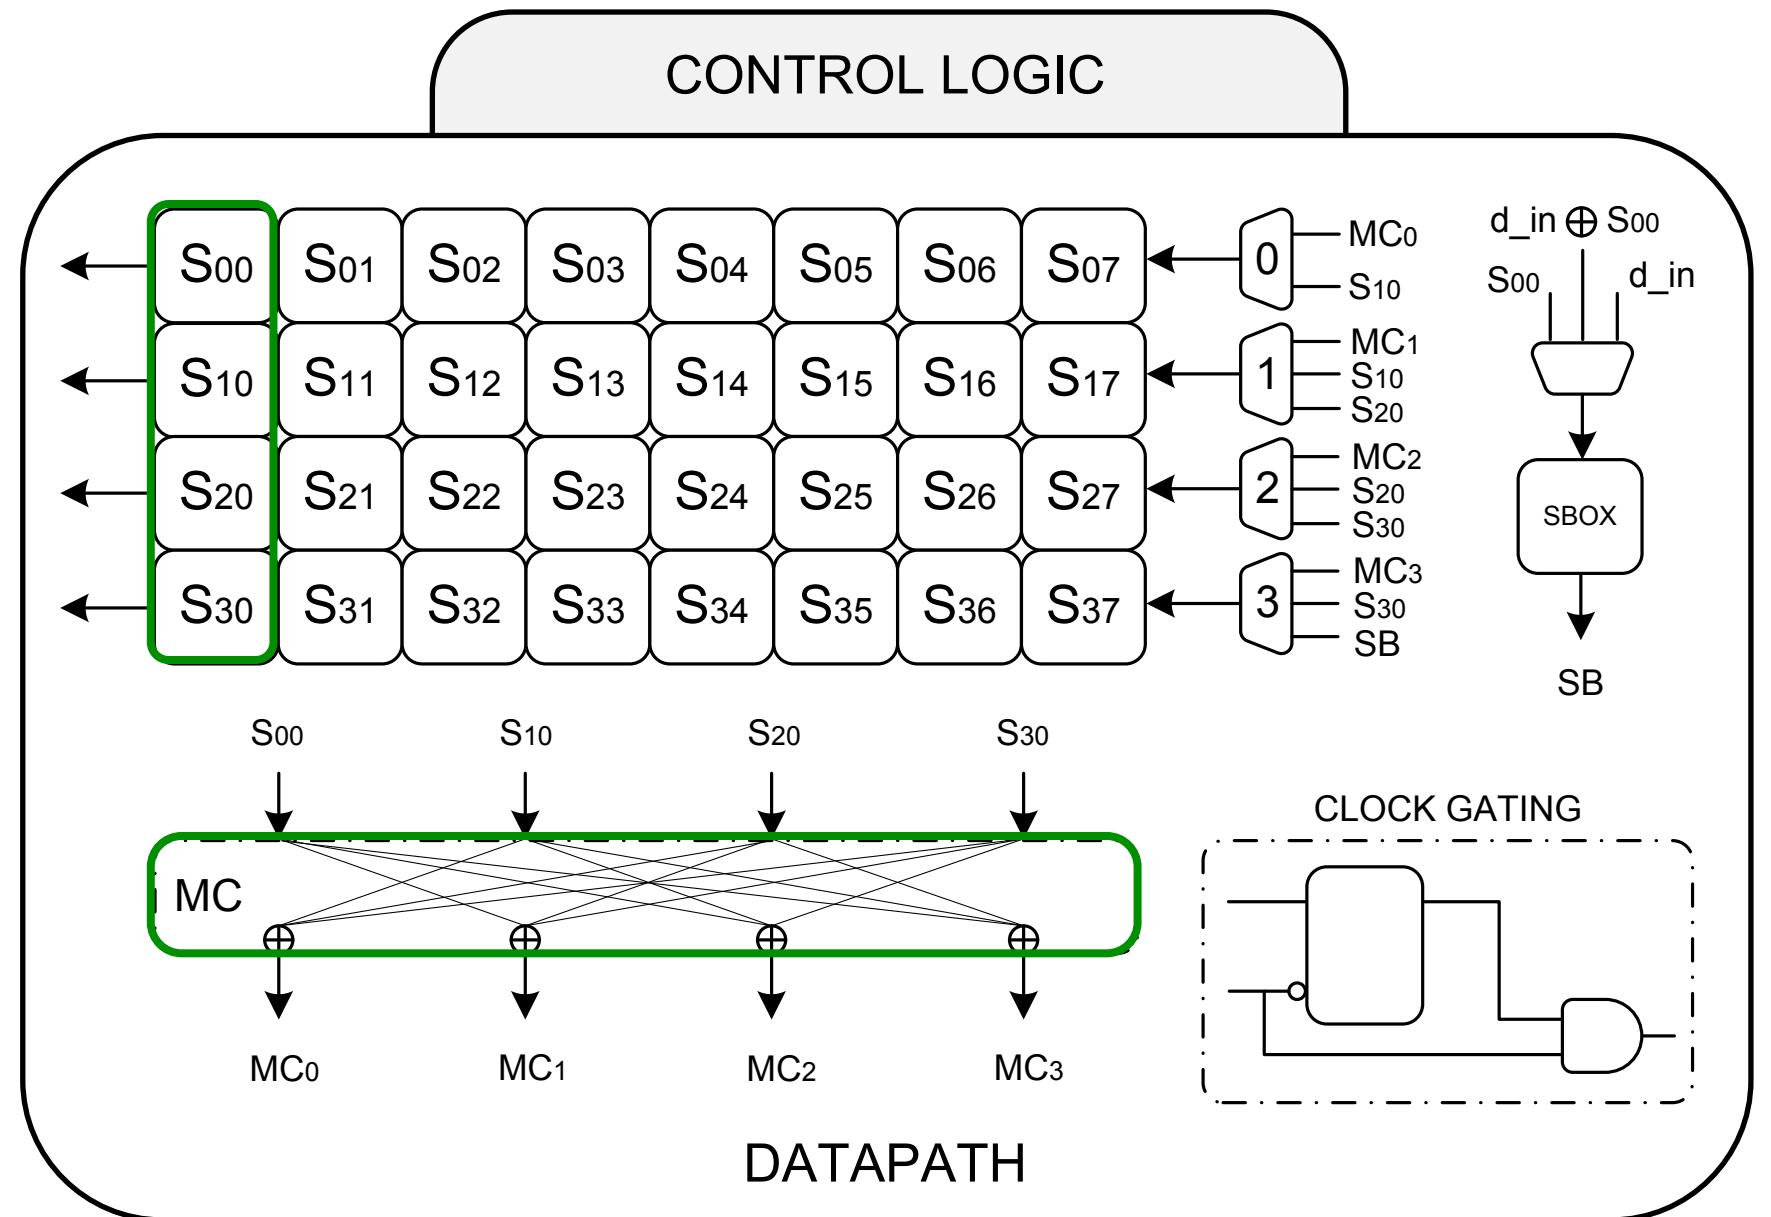 CONTROL LOGIC
S00 S01 S02 S03 S04 S05 S06 S07
S10 S11 S12 S13 S14 S15 S16 S17
S20 S21 S22 S23 S24 S25 S26 S27
S30 S31 S32 S33 S34 S35 S36 S37
0
MC0
S10
1
MC1
S10
S20
2
MC2
S20
S30
3
MC3
S30
SB
d_in ⊕ S00
S00 d_in
SBOX
SB
S00 S10 S20 S30
MC
MC0 MC1 MC2 MC3
CLOCK GATING
DATAPATH